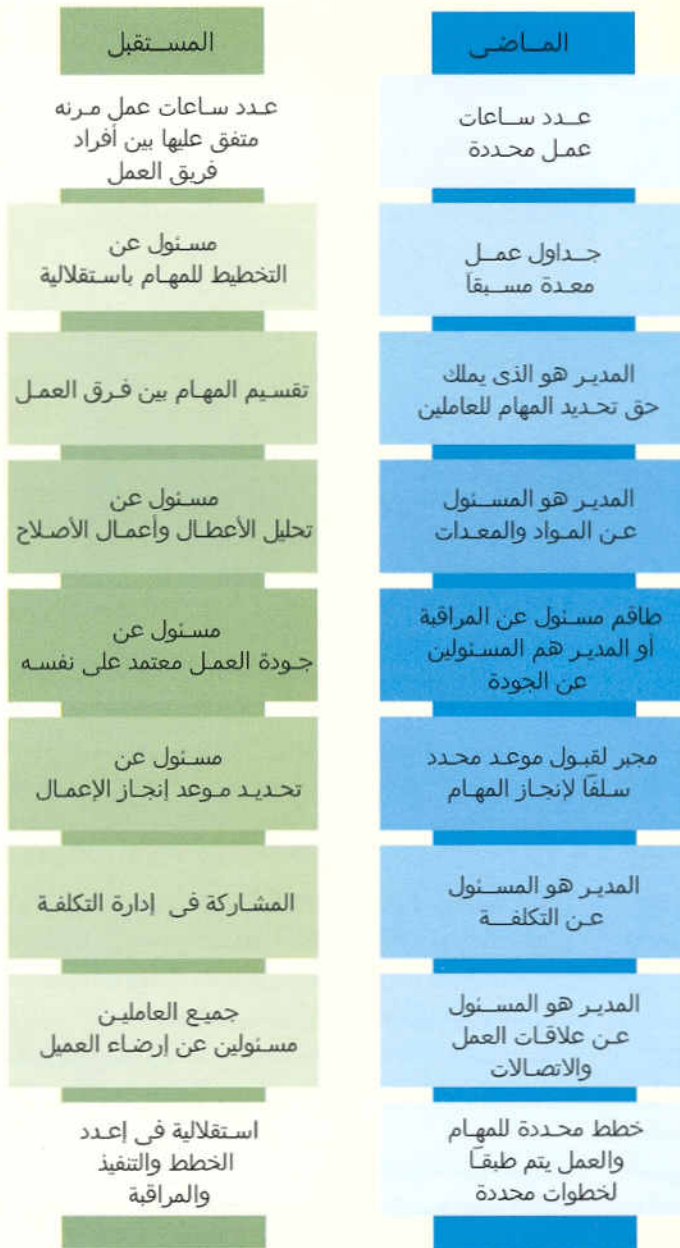 الماضى
عدد ساعات
عمل محددة
جداول عمل
معدة مسبقاً
المدير هو الذى يملك
حق تحديد المهام للعاملين
المدير هو المسئول
عن المواد والمعدات
طاقم مسئول عن المراقبة
أو المدير هم المسئولين
عن الجودة
مجبر لقبول موعد محدد
سلفاً لإنجاز المهام
المدير هو المسئول
عن التكلفة
المدير هو المسئول
عن علاقات العمل
والاتصالات
خطط محددة للمهام
والعمل يتم طبقاً
لخطوات محددة
المستقبل
عدد ساعات عمل مرنه
متفق عليها بين أفراد
فريق العمل
مسئول عن
التخطيط للمهام باستقلالية
تقسيم المهام بين فرق العمل
مسئول عن
تحليل الأعطال وأعمال الأصلاح
مسئول عن
جودة العمل معتمد على نفسه
مسئول عن
تحديد موعد إنجاز الإعمال
المشاركة فى إدارة التكلفة
جميع العاملين
مسئولين عن إرضاء العميل
استقلالية فى إعدد
الخطط والتنفيذ
والمراقبة